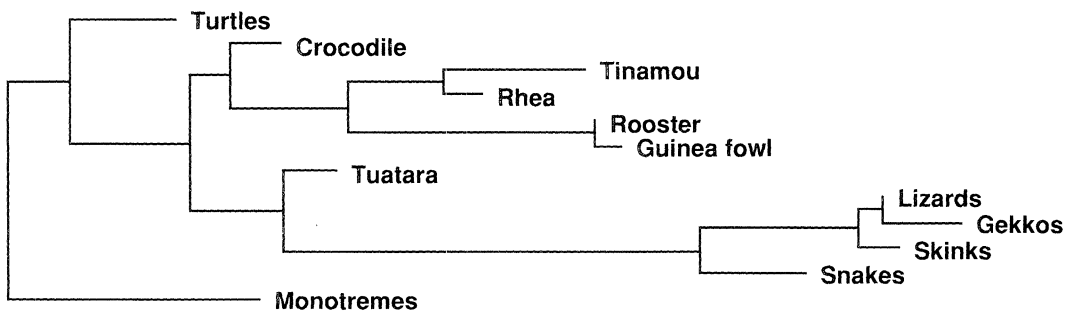 Turtles
Crocodile
Tinamou
Rhea
Rooster
Guinea fowl
Tuatara
Lizards
Gekkos
Skinks
Snakes
Monotremes